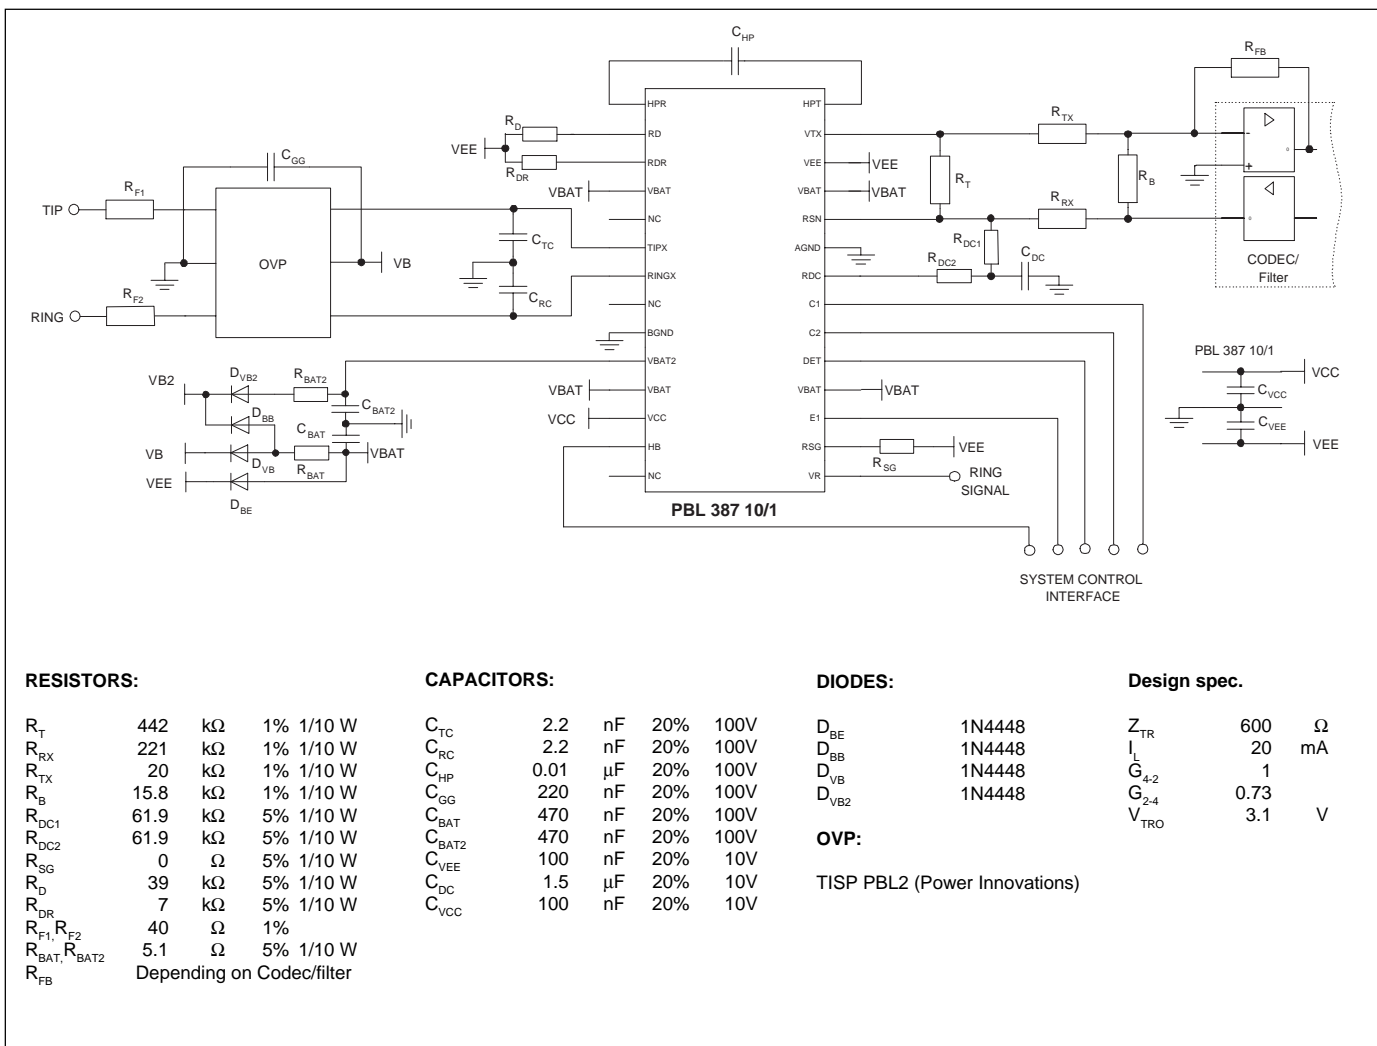 C_HP
R_FB
HPR
HPT
R_D
RD
VTX
R_TX
VEE
RDR
VEE
VEE
R_DR
C_GG
R_T
R_B
- 
+
R_F1
VBAT
VBAT
VBAT
VBAT
R_RX
TIP
NC
RSN
C_TC
R_DC1
TIPX
AGND
C_DC
CODEC/
Filter
OVP
VB
RINGX
RDC
R_DC2
R_F2
C_RC
NC
C1
RING
BGND
C2
PBL 387 10/1
VBAT2
DET
VCC
VB2
D_VB2
R_BAT2
VBAT
VBAT
VBAT
VBAT
C_VCC
C_BAT2
D_BB
VCC
VCC
E1
C_VEE
C_BAT
VEE
VB
VBAT
HB
RSG
VEE
D_VB
R_BAT
R_SG
VEE
NC
VR
RING
SIGNAL
D_BE
PBL 387 10/1
SYSTEM CONTROL
INTERFACE
RESISTORS:
R_T 442 kΩ 1% 1/10 W
R_RX 221 kΩ 1% 1/10 W
R_TX 20 kΩ 1% 1/10 W
R_B 15.8 kΩ 1% 1/10 W
R_DC1 61.9 kΩ 5% 1/10 W
R_DC2 61.9 kΩ 5% 1/10 W
R_SG 0 Ω 5% 1/10 W
R_D 39 kΩ 5% 1/10 W
R_DR 7 kΩ 5% 1/10 W
R_F1, R_F2 40 Ω 1%
R_BAT, R_BAT2 5.1 Ω 5% 1/10 W
R_FB Depending on Codec/filter
CAPACITORS:
C_TC 2.2 nF 20% 100V
C_RC 2.2 nF 20% 100V
C_HP 0.01 µF 20% 100V
C_GG 220 nF 20% 100V
C_BAT 470 nF 20% 100V
C_BAT2 470 nF 20% 100V
C_VEE 100 nF 20% 10V
C_DC 1.5 µF 20% 10V
C_VCC 100 nF 20% 10V
DIODES:
D_BE 1N4448
D_BB 1N4448
D_VB 1N4448
D_VB2 1N4448
OVP:
TISP PBL2 (Power Innovations)
Design spec.
Z_TR 600 Ω
I_L 20 mA
G_4-2 1
G_2-4 0.73
V_TRO 3.1 V